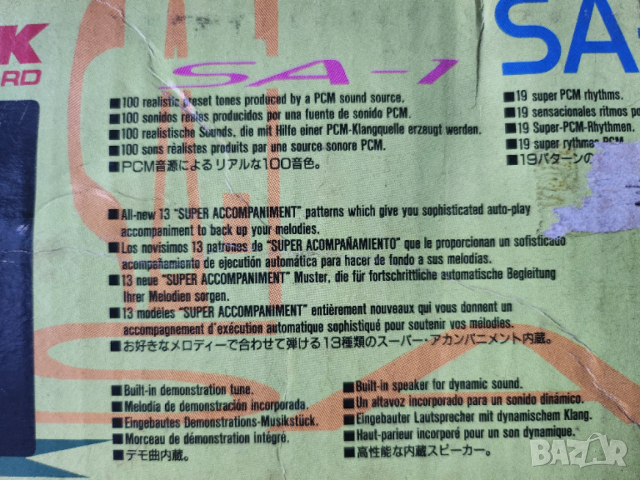 K
RD
SA-1
SA-
■100 realistic preset tones produced by a PCM sound source.
■100 sonidos reales producidos por una fuente de sonido PCM.
■100 realistische Sounds, die mit Hilfe einer PCM-Klangquelle erzeugt werden.
■100 sons réalistes produits par une source sonore PCM.
■PCM音源によるリアルな100音色。
■19 super PCM rhythms.
■19 sensacionales ritmos po
■19 Super-PCM-Rhythmen.
■19 super rythmes PCM
■19パターンの
■All-new 13 "SUPER ACCOMPANIMENT" patterns which give you sophisticated auto-play
accompaniment to back up your melodies.
■Los novísimos 13 patrones de "SUPER ACOMPAÑAMIENTO" que le proporcionan un sofisticado
acompañamiento de ejecución automática para hacer de fondo a sus melodías.
■13 neue "SUPER ACCOMPANIMENT" Muster, die für fortschrittliche automatische Begleitung
Ihrer Melodien sorgen.
■13 modèles "SUPER ACCOMPANIMENT" entièrement nouveaux qui vous donnent un
accompagnement d'exécution automatique sophistiqué pour soutenir vos mélodies.
■お好きなメロディーで合わせて弾ける13種類のスーパー・アカンパニメント内蔵。
■Built-in demonstration tune.
■Melodía de demostración incorporada.
■Eingebautes Demonstrations-Musikstück.
■Morceau de démonstration intégré.
■デモ曲内蔵。
■Built-in speaker for dynamic sound.
■Un altavoz incorporado para un sonido dinámico.
■Eingebauter Lautsprecher mit dynamischem Klang.
■Haut-parleur incorporé pour un son dynamique.
■高性能な内蔵スピーカー。
BAZAR